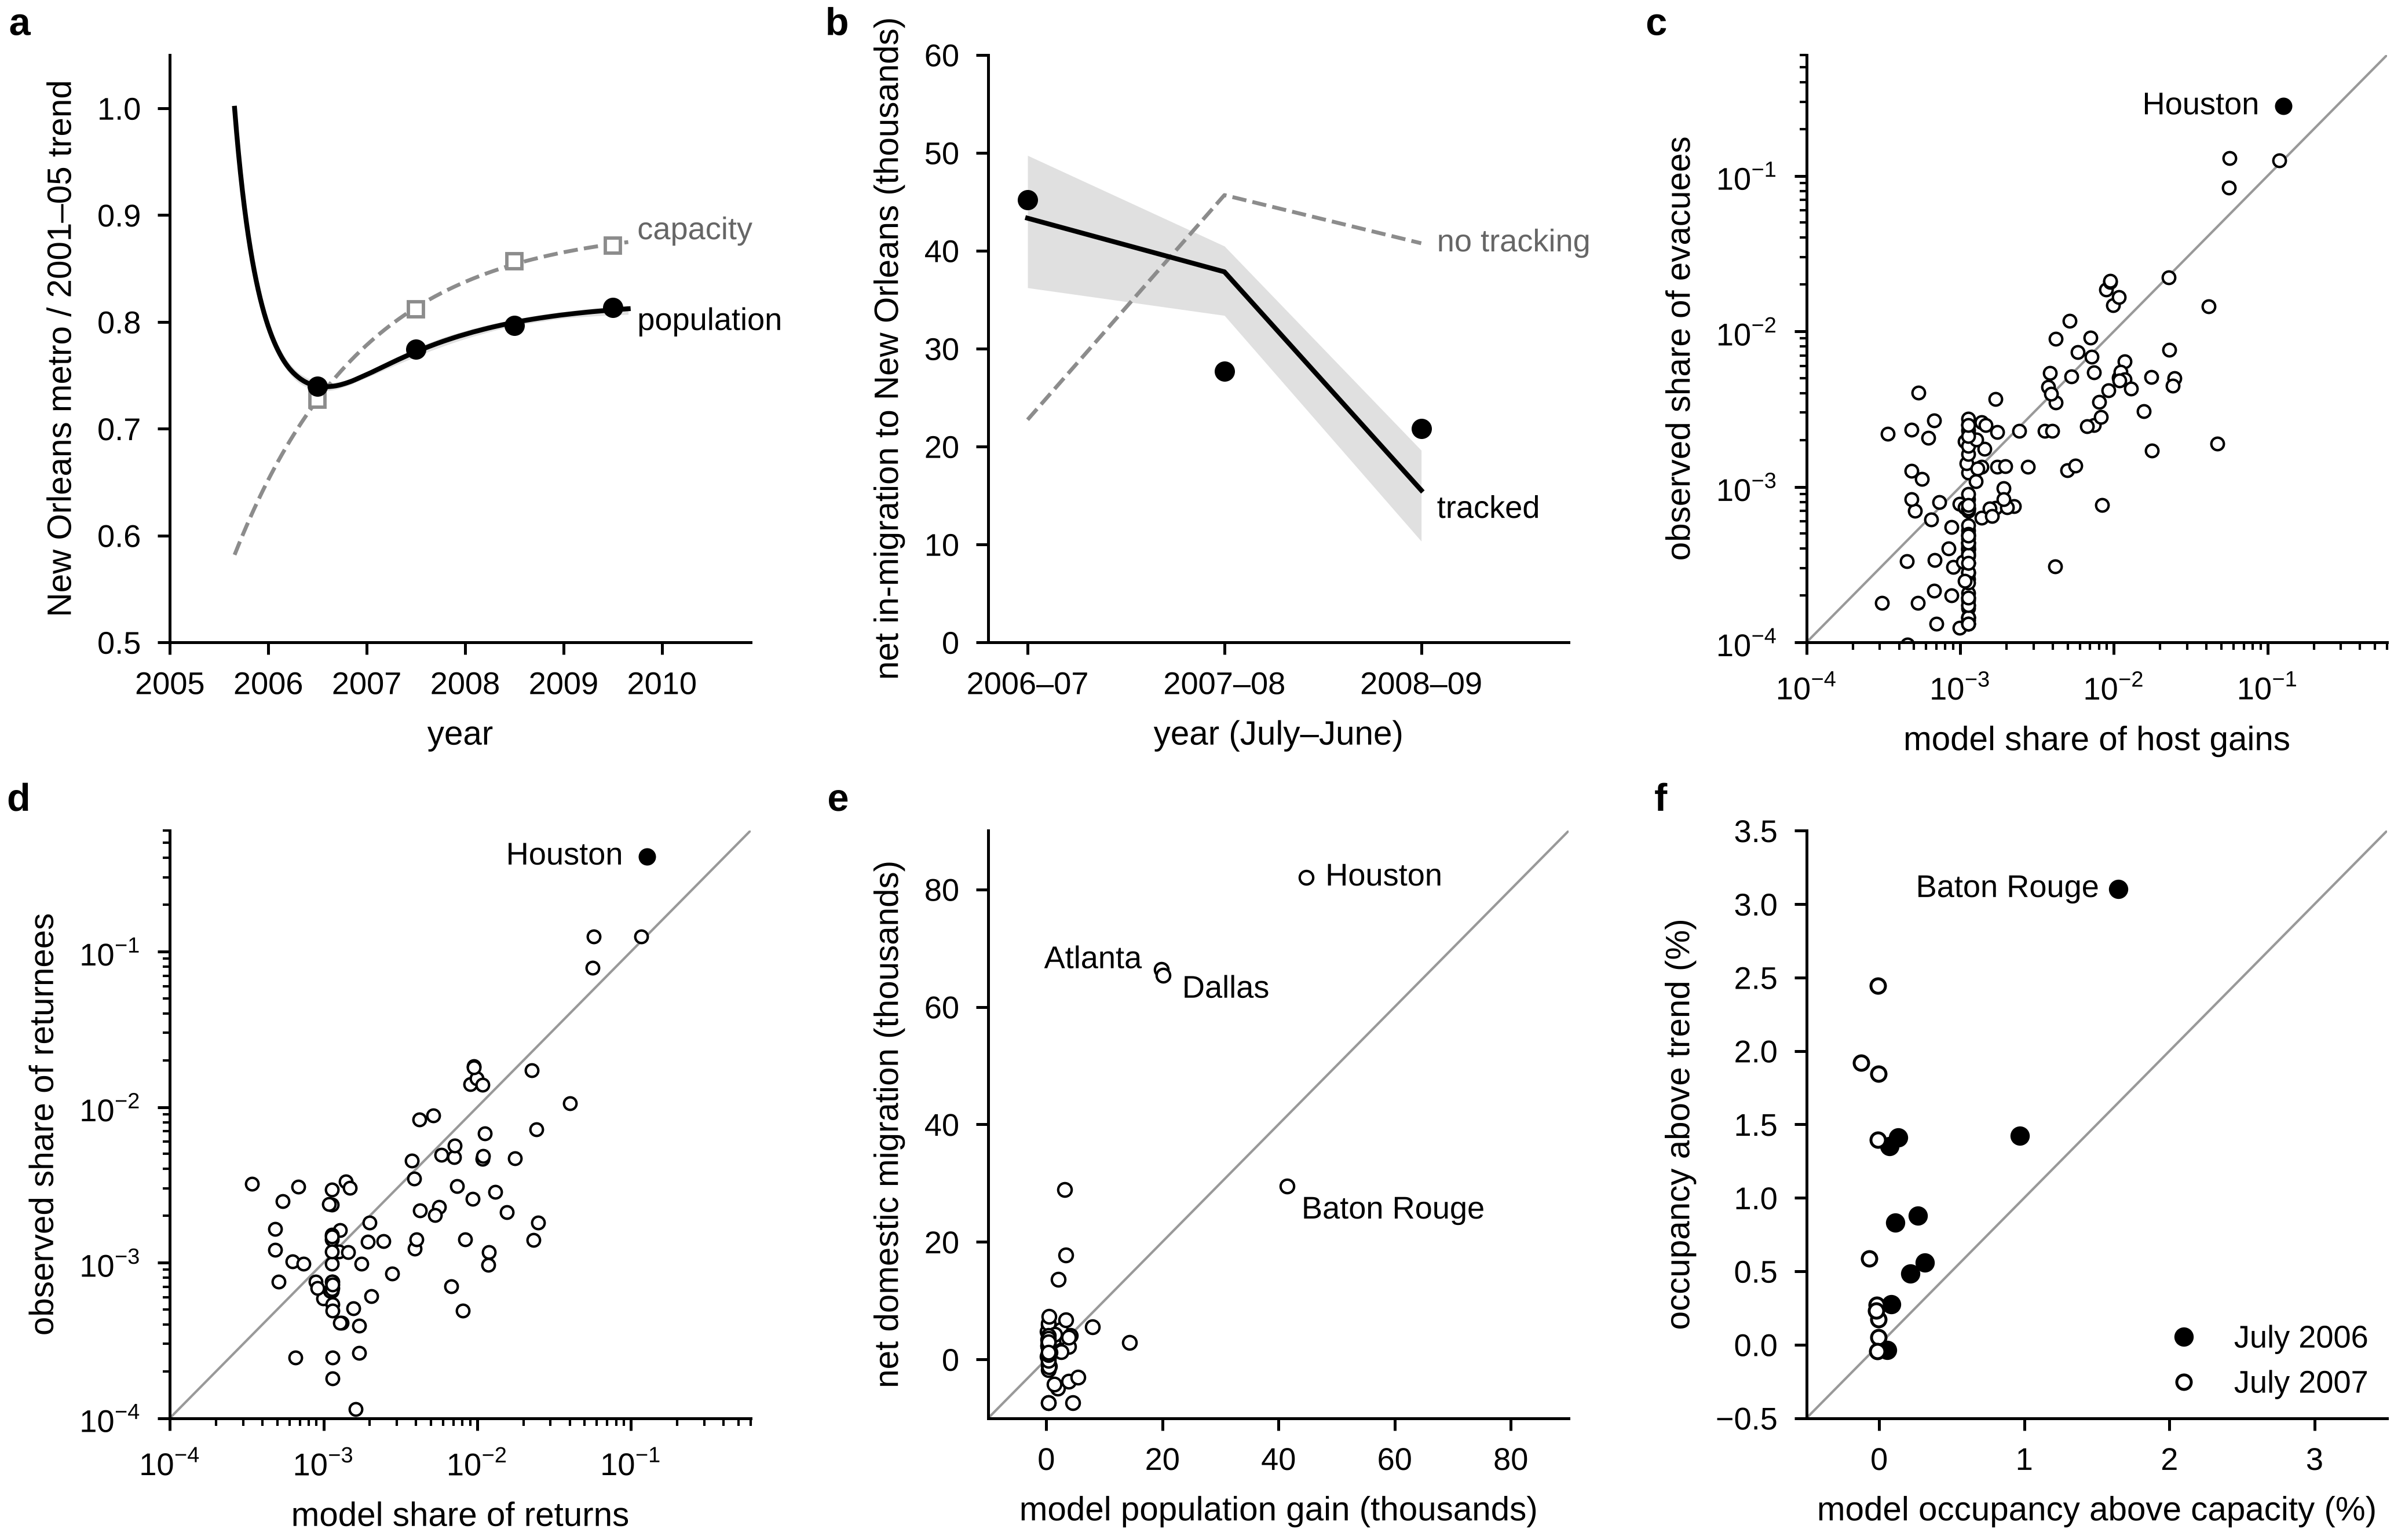 a
New Orleans metro / 2001–05 trend
1.0
0.9
0.8
0.7
0.6
0.5
capacity
population
2005 2006 2007 2008 2009 2010
year
b
net in-migration to New Orleans (thousands)
60
50
40
30
20
10
0
no tracking
tracked
2006–07 2007–08 2008–09
year (July–June)
c
observed share of evacuees
Houston
10⁻¹
10⁻²
10⁻³
10⁻⁴
10⁻⁴ 10⁻³ 10⁻² 10⁻¹
model share of host gains
d
observed share of returnees
Houston
10⁻¹
10⁻²
10⁻³
10⁻⁴
10⁻⁴ 10⁻³ 10⁻² 10⁻¹
model share of returns
e
net domestic migration (thousands)
80
60
40
20
0
Houston
Atlanta
Dallas
Baton Rouge
0 20 40 60 80
model population gain (thousands)
f
occupancy above trend (%)
3.5
3.0
2.5
2.0
1.5
1.0
0.5
0.0
−0.5
Baton Rouge
July 2006
July 2007
0 1 2 3
model occupancy above capacity (%)